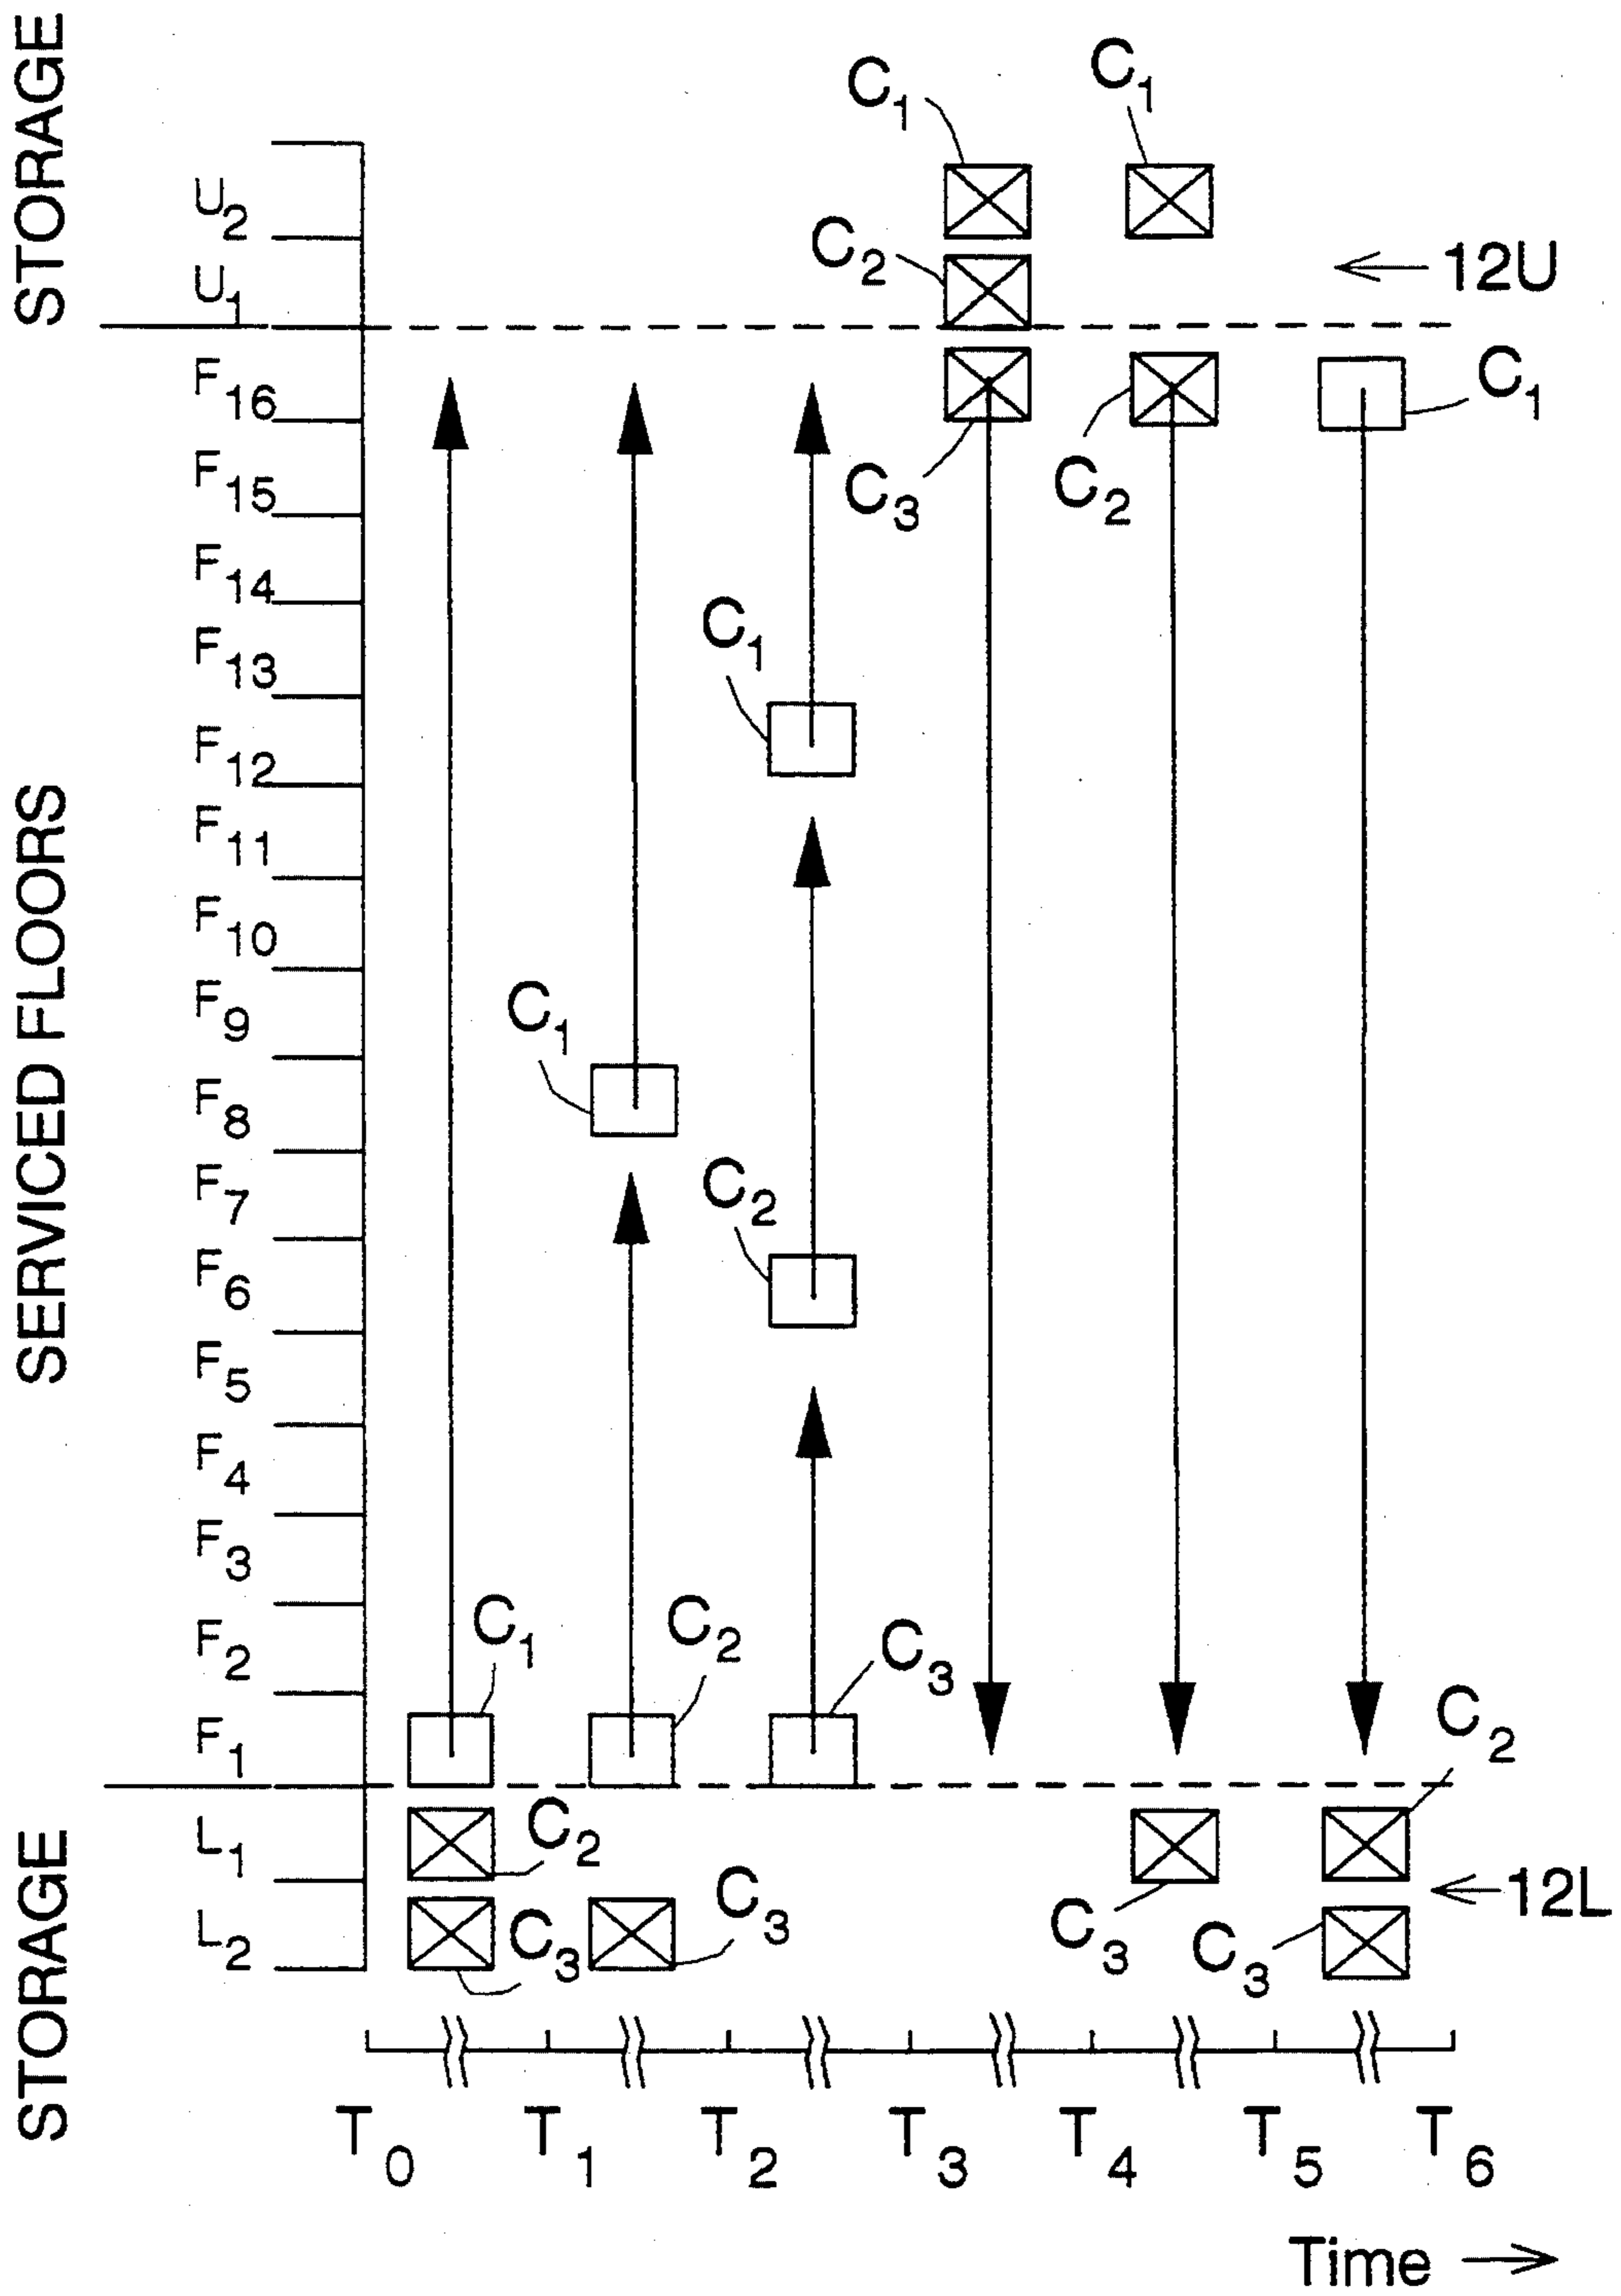 STORAGE
SERVICED FLOORS
STORAGE
U2
U1
F16
F15
F14
F13
F12
F11
F10
F9
F8
F7
F6
F5
F4
F3
F2
F1
L1
L2
C1
C1
C2
12U
C1
C3
C2
C1
C1
C2
C1
C2
C3
C2
C2
C3
C3
C3
C3
12L
T0 T1 T2 T3 T4 T5 T6
Time